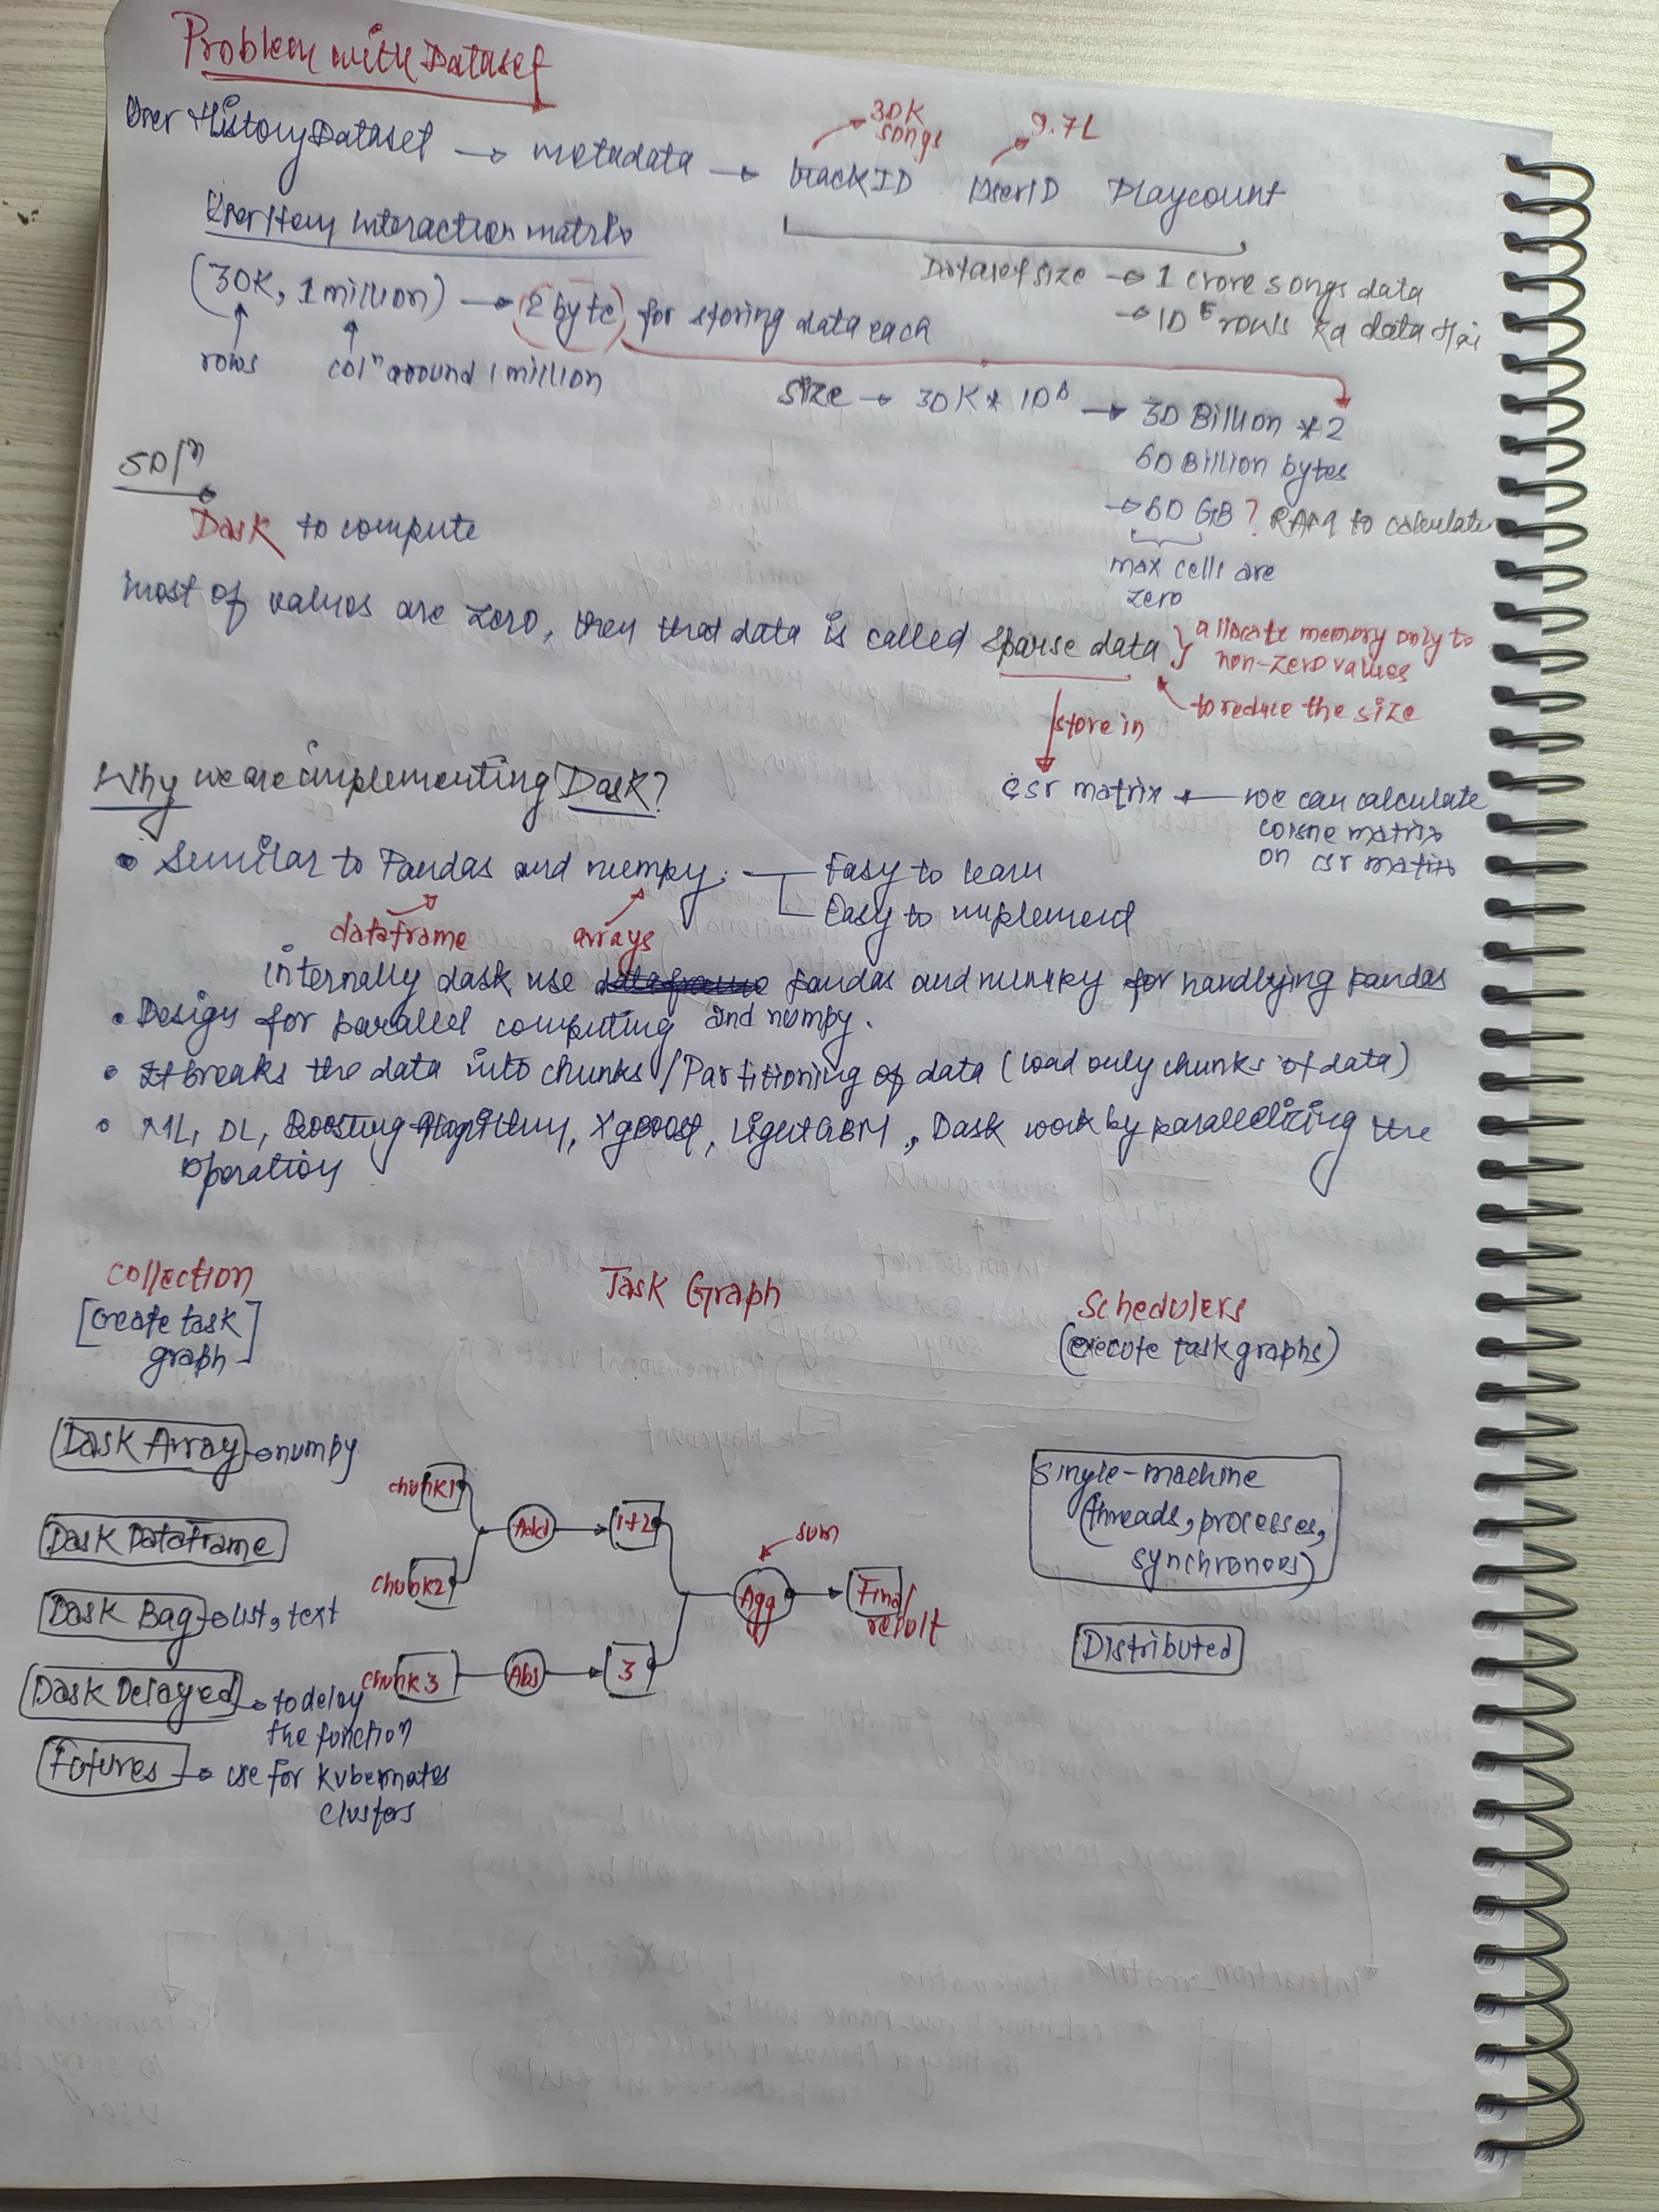 Problem with Dataset
User History Dataset → metadata → trackID UserID Playcount
30K songs
9.7L
User Item Interaction matrix
Dataset size → 1 crore songs data
→ 10 rows ka data Hai
(30K, 1 million) → 2 byte for storing data each
rows
colⁿ around 1 million
size → 30K * 10⁶ → 30 Billion * 2
60 Billion bytes
→ 60 GB ? RAM to calculate
max cells are
zero
Solⁿ
Dask to compute
most of values are zero, then that data is called sparse data } allocate memory only to
non-zero values
to reduce the size
store in
csr matrix ← we can calculate
matrix
on csr matrix
Why we are implementing Dask?
• Similar to Pandas and numpy. Easy to learn
Easy to implement
dataframe
arrays
internally dask use dataframe Pandas and numpy for handlying pandas
and numpy.
• Design for parallel computing
• It breaks the data into chunks / Partitioning of data (load only chunks of data)
• ML, DL, Boosting Algorithm, Xgboost, LightGBM, Dask work by parallelizing the
operation
Collection
[create task
graph]
Task Graph
Schedulers
(execute task graphs)
Dask Array → numpy
Dask DataFrame
Dask Bag → list, text
Dask Delayed → to delay
the function
Futures → use for kubernates
clusters
chunk1
chunk2
Add
1+2
chunk3
Abs
3
sum
Agg
Final
result
Single-machine
(threads, processes,
synchronoes)
Distributed